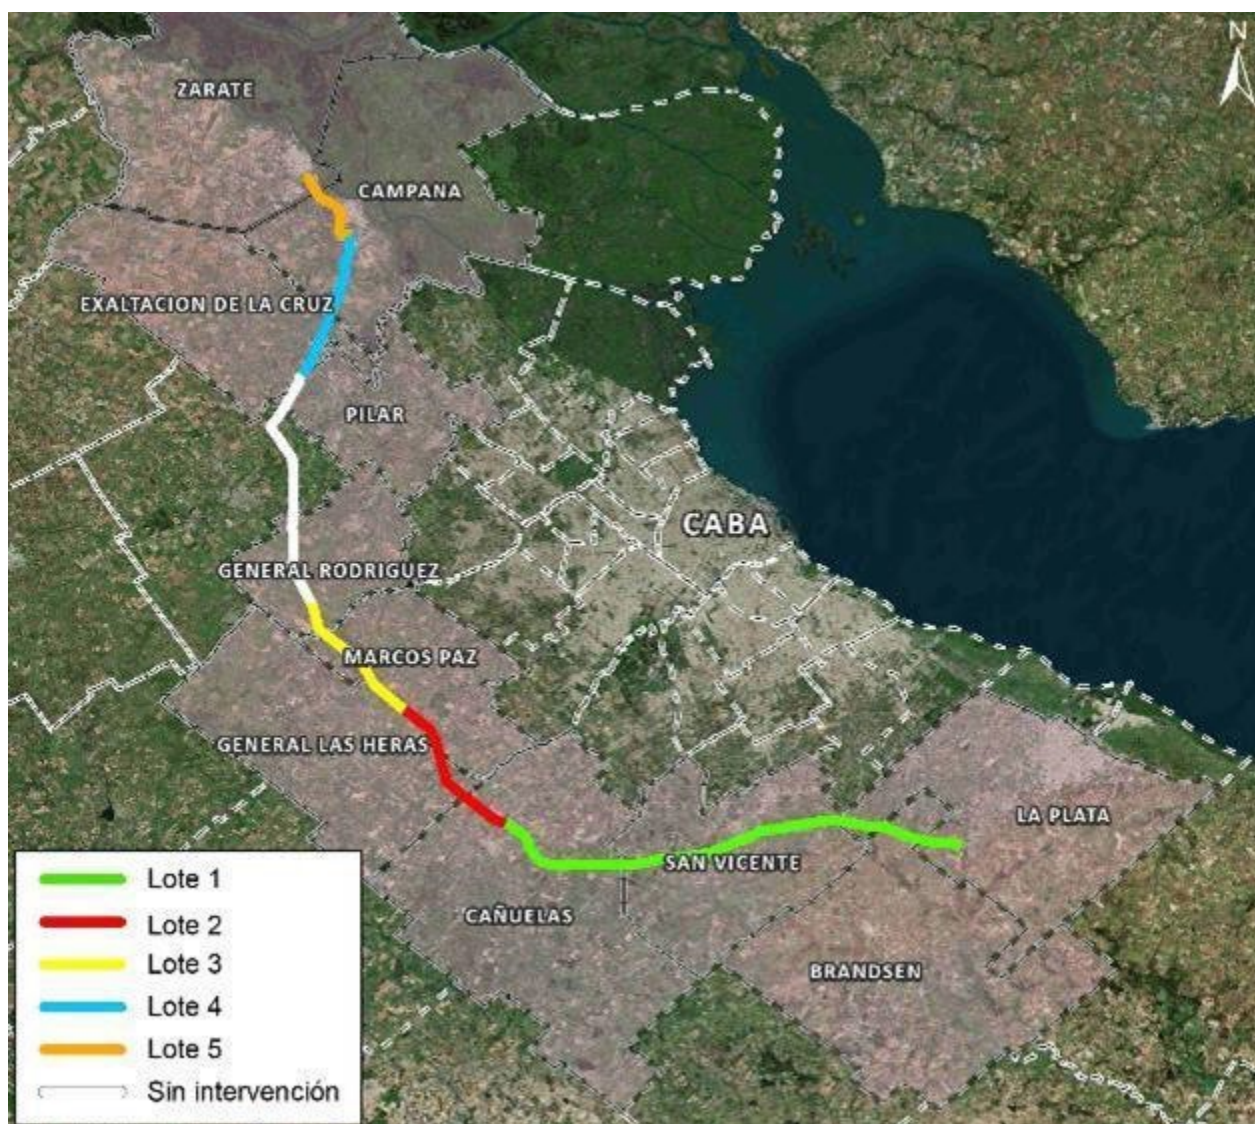 N
ZARATE
CAMPANA
EXALTACION DE LA CRUZ
PILAR
CABA
GENERAL RODRIGUEZ
MARCOS PAZ
GENERAL LAS HERAS
LA PLATA
SAN VICENTE
CAÑUELAS
BRANDSEN
Lote 1
Lote 2
Lote 3
Lote 4
Lote 5
Sin intervención